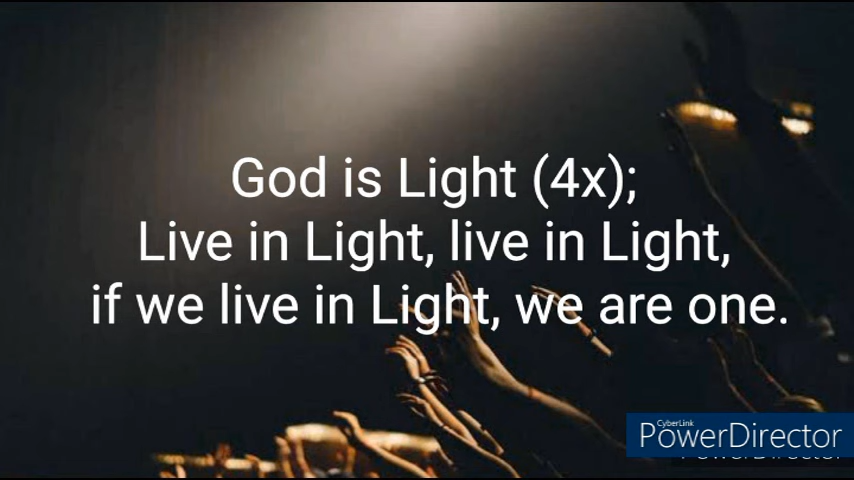 God is Light (4x);
Live in Light, live in Light,
if we live in Light, we are one.
CyberLink
PowerDirector
PowerDirector